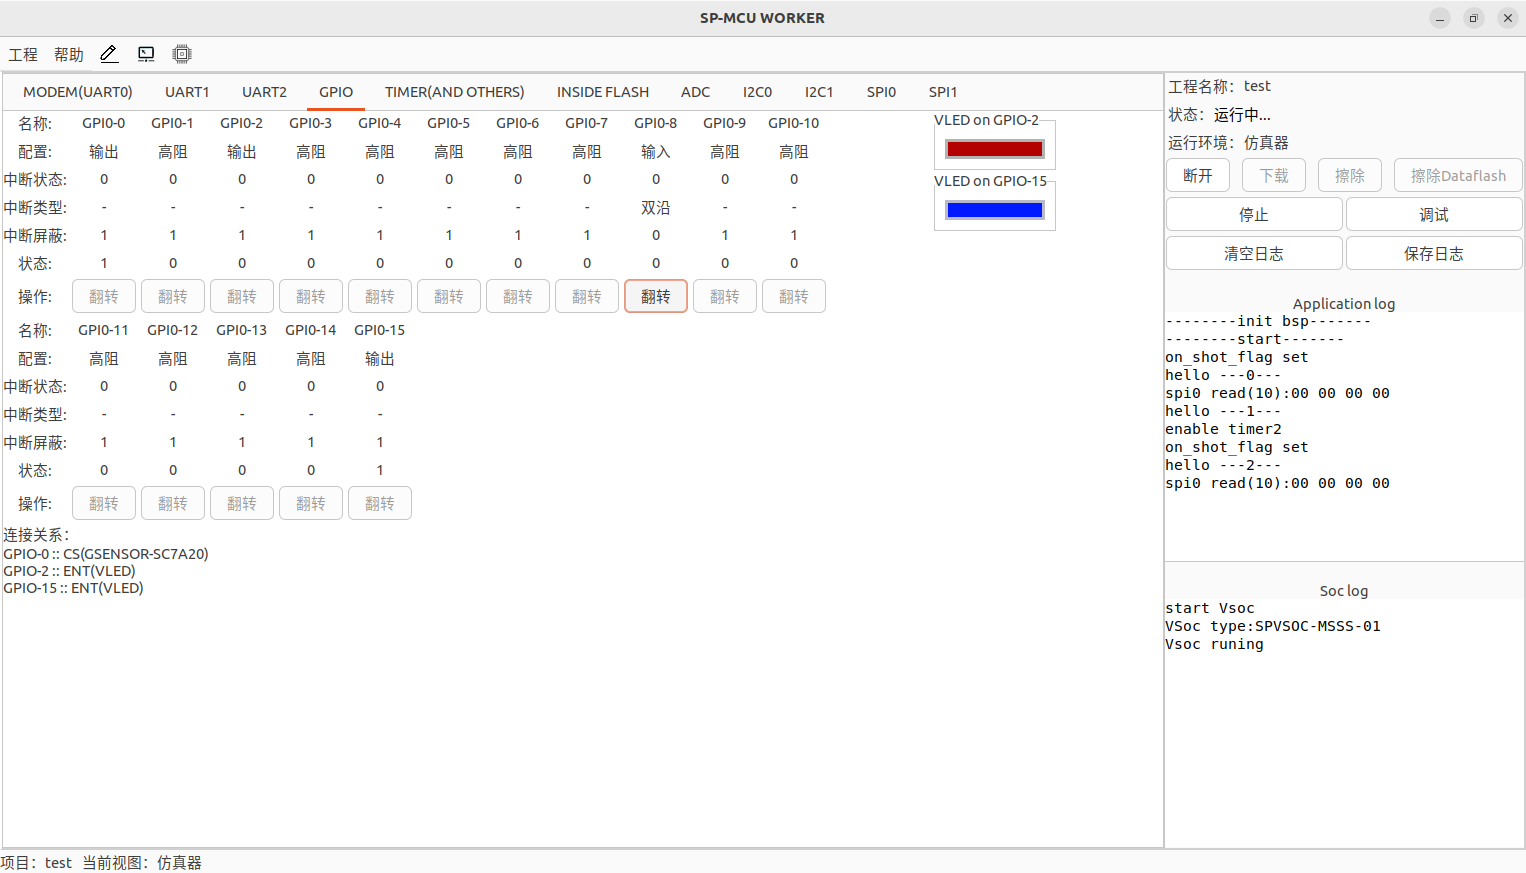 SP-MCU WORKER
工程 帮助
MODEM(UART0) UART1 UART2 GPIO TIMER(AND OTHERS) INSIDE FLASH ADC I2C0 I2C1 SPI0 SPI1
名称: GPI0-0 GPI0-1 GPI0-2 GPI0-3 GPI0-4 GPI0-5 GPI0-6 GPI0-7 GPI0-8 GPI0-9 GPI0-10
配置: 输出 高阻 输出 高阻 高阻 高阻 高阻 高阻 输入 高阻 高阻
中断状态: 0 0 0 0 0 0 0 0 0 0 0
中断类型: - - - - - - - - 双沿 - -
中断屏蔽: 1 1 1 1 1 1 1 1 0 1 1
状态: 1 0 0 0 0 0 0 0 0 0 0
操作: 翻转 翻转 翻转 翻转 翻转 翻转 翻转 翻转 翻转 翻转 翻转
名称: GPI0-11 GPI0-12 GPI0-13 GPI0-14 GPI0-15
配置: 高阻 高阻 高阻 高阻 输出
中断状态: 0 0 0 0 0
中断类型: - - - - -
中断屏蔽: 1 1 1 1 1
状态: 0 0 0 0 1
操作: 翻转 翻转 翻转 翻转 翻转
连接关系：
GPIO-0 :: CS(GSENSOR-SC7A20)
GPIO-2 :: ENT(VLED)
GPIO-15 :: ENT(VLED)
VLED on GPIO-2
VLED on GPIO-15
工程名称：test
状态：运行中...
运行环境：仿真器
断开 下载 擦除 擦除Dataflash
停止 调试
清空日志 保存日志
Application log
--------init bsp-------
--------start-------
on_shot_flag set
hello ---0---
spi0 read(10):00 00 00 00
hello ---1---
enable timer2
on_shot_flag set
hello ---2---
spi0 read(10):00 00 00 00
Soc log
start Vsoc
VSoc type:SPVSOC-MSSS-01
Vsoc runing
项目：test 当前视图：仿真器